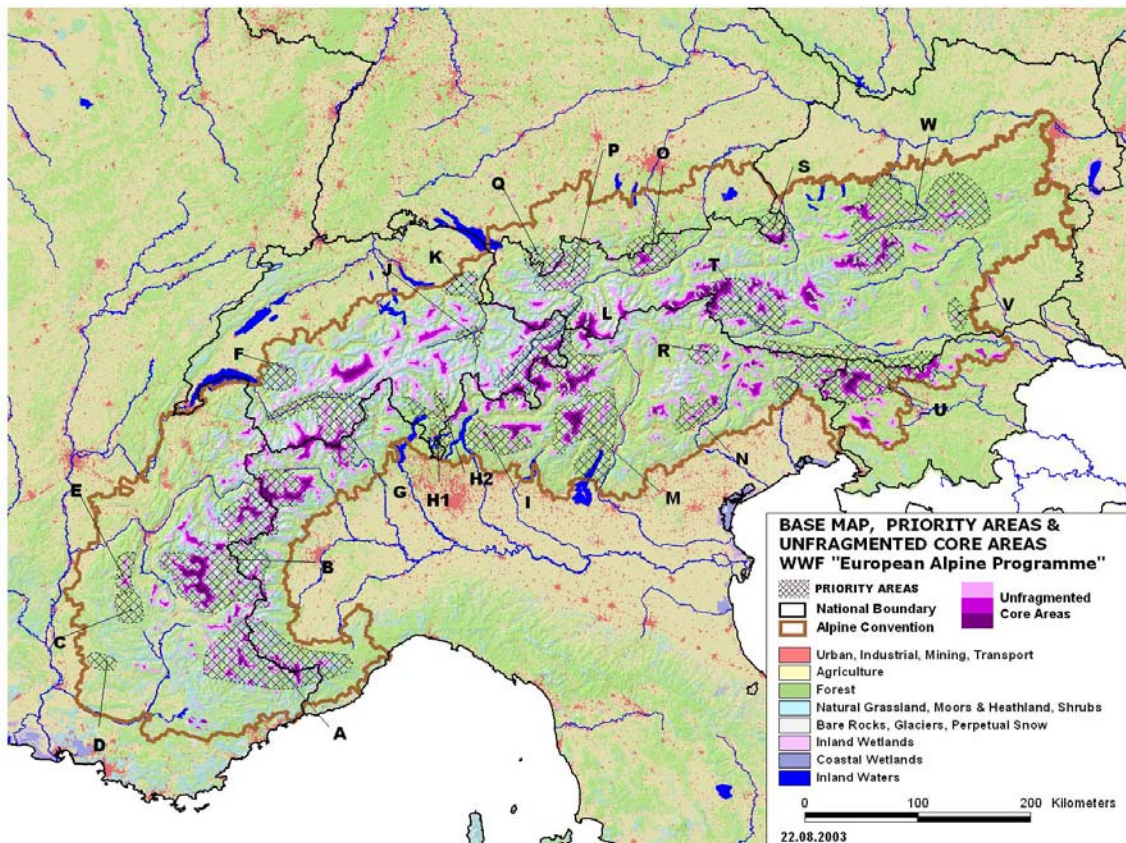 W
P
O
S
Q
K
J
T
L
F
V
R
U
E
G
H2
N
H1
I
M
B
C
D
A
BASE MAP, PRIORITY AREAS &
UNFRAGMENTED CORE AREAS
WWF "European Alpine Programme"
PRIORITY AREAS
National Boundary
Alpine Convention
Unfragmented
Core Areas
Urban, Industrial, Mining, Transport
Agriculture
Forest
Natural Grassland, Moors & Heathland, Shrubs
Bare Rocks, Glaciers, Perpetual Snow
Inland Wetlands
Coastal Wetlands
Inland Waters
0 100 200 Kilometers
22.08.2003